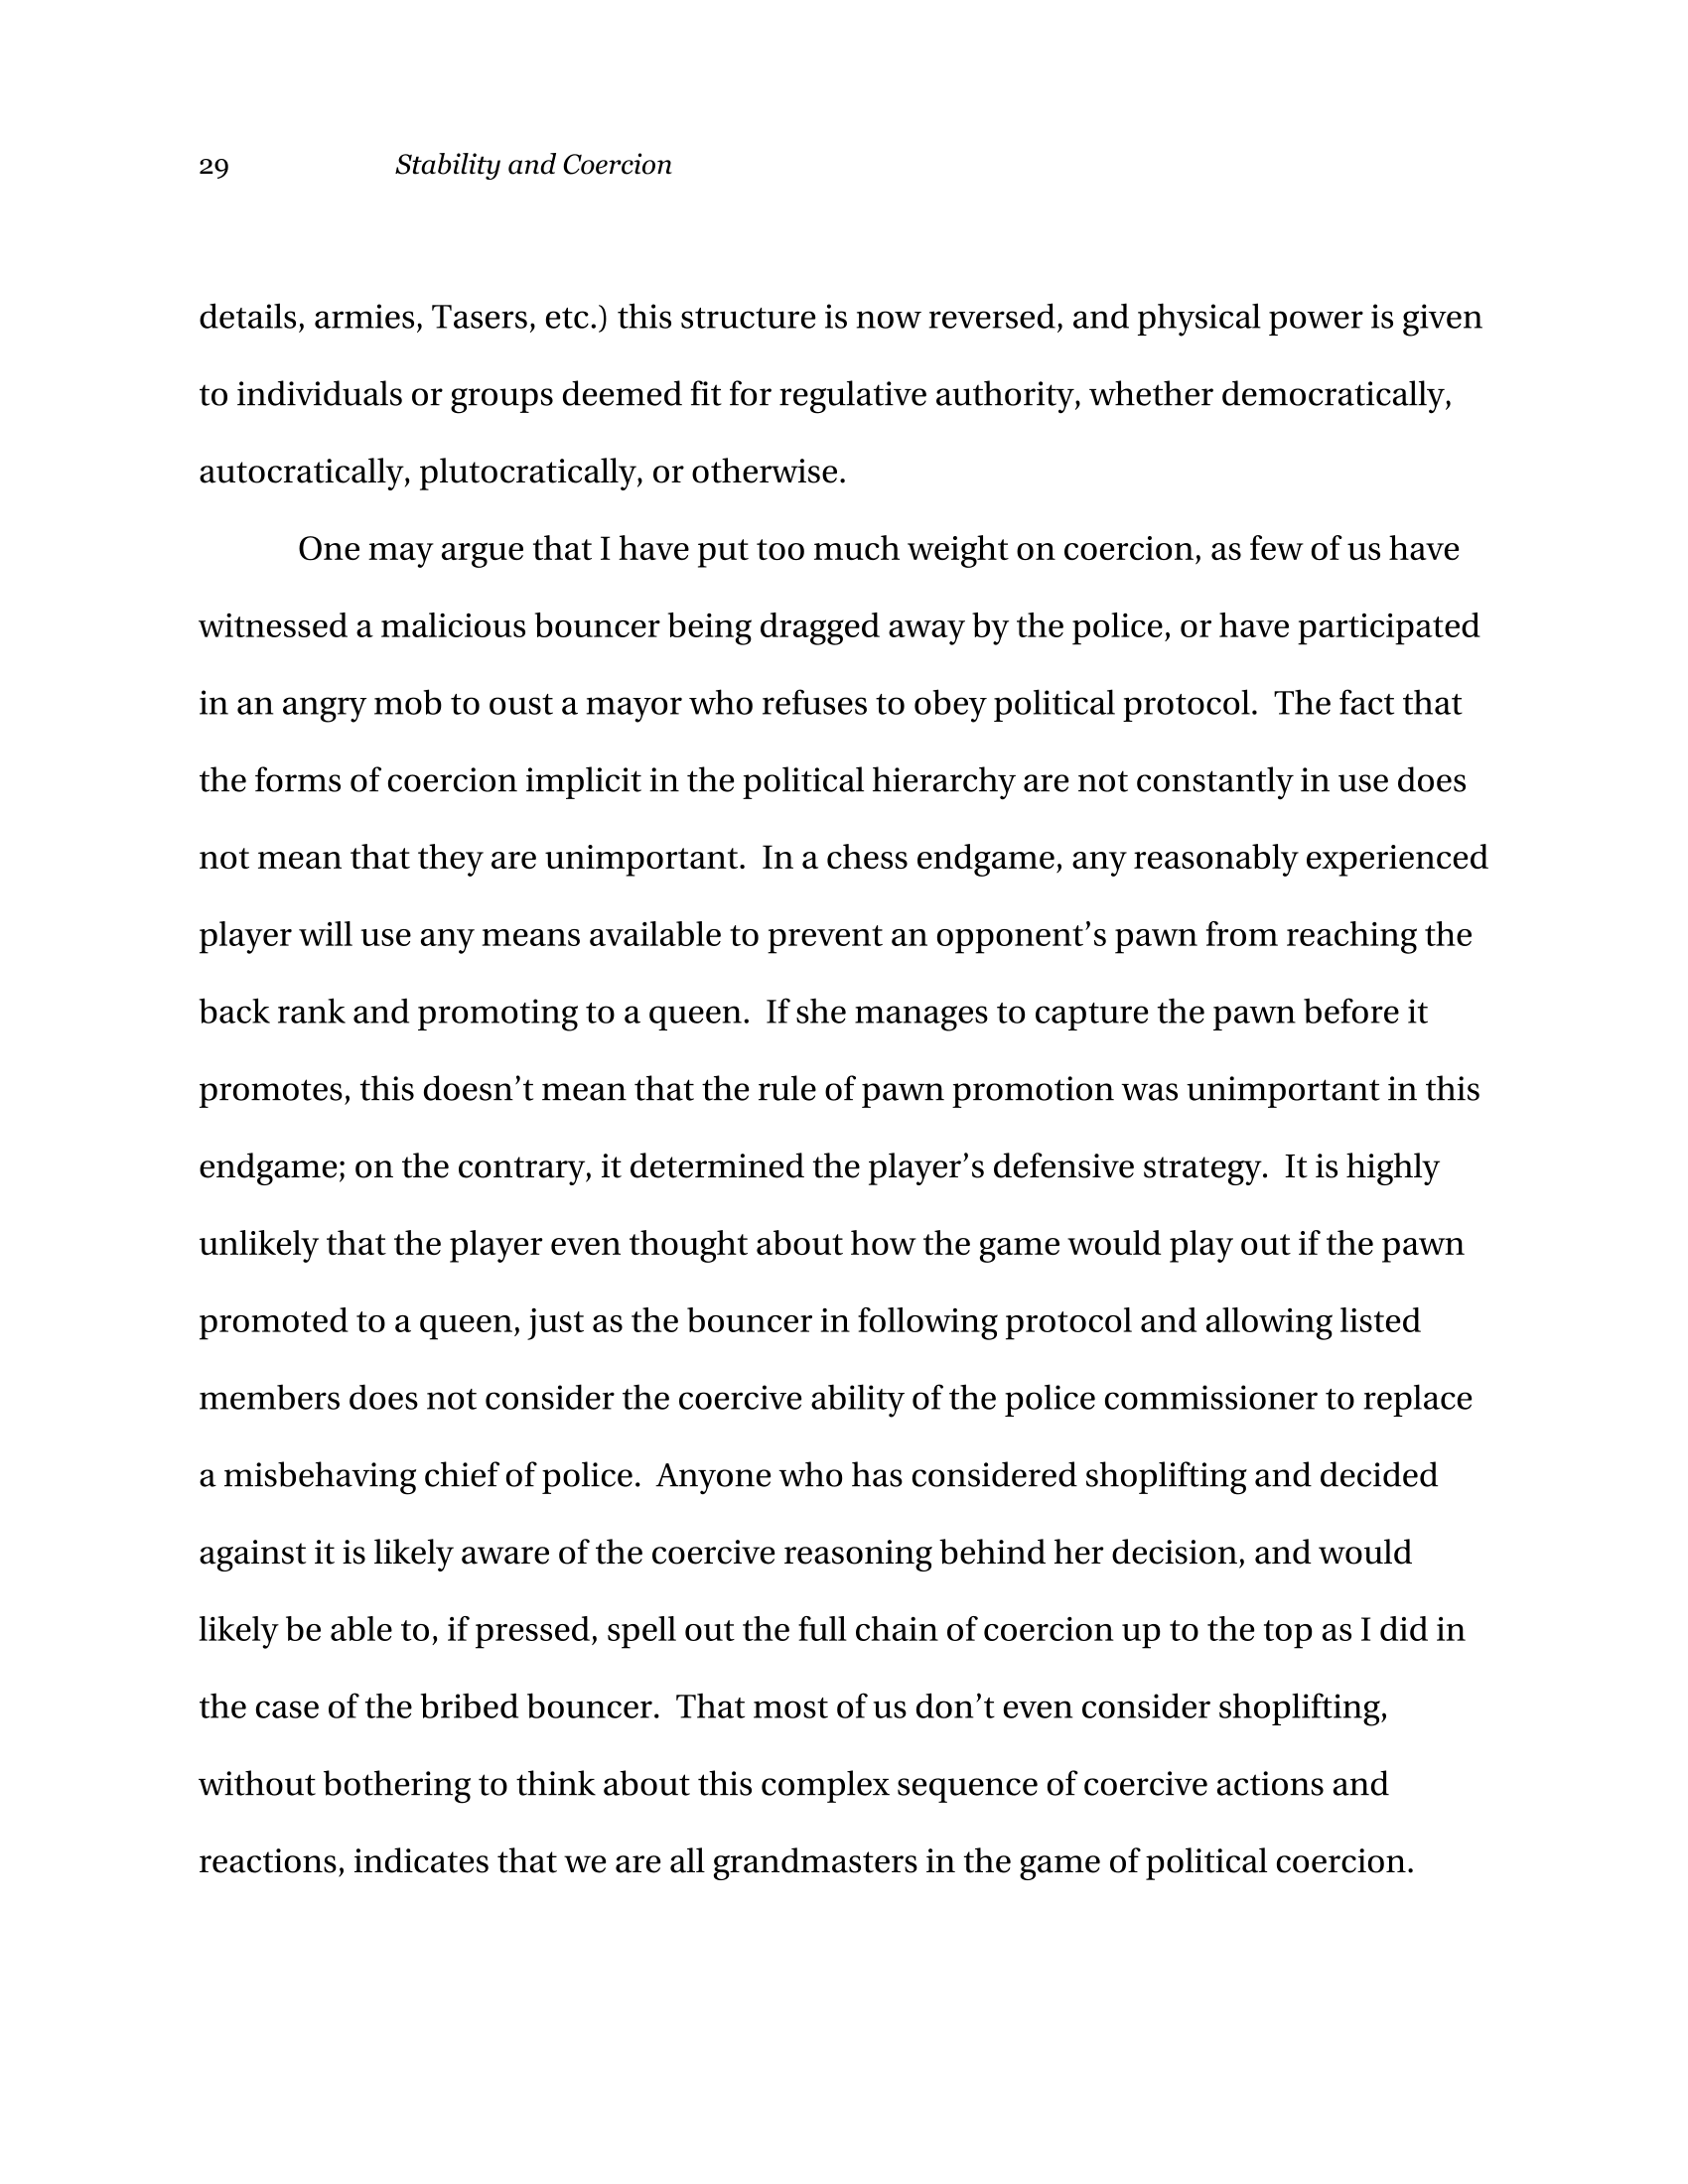 29 Stability and Coercion
details, armies, Tasers, etc.) this structure is now reversed, and physical power is given
to individuals or groups deemed fit for regulative authority, whether democratically,
autocratically, plutocratically, or otherwise.
One may argue that I have put too much weight on coercion, as few of us have
witnessed a malicious bouncer being dragged away by the police, or have participated
in an angry mob to oust a mayor who refuses to obey political protocol.  The fact that
the forms of coercion implicit in the political hierarchy are not constantly in use does
not mean that they are unimportant.  In a chess endgame, any reasonably experienced
player will use any means available to prevent an opponent’s pawn from reaching the
back rank and promoting to a queen.  If she manages to capture the pawn before it
promotes, this doesn’t mean that the rule of pawn promotion was unimportant in this
endgame; on the contrary, it determined the player’s defensive strategy.  It is highly
unlikely that the player even thought about how the game would play out if the pawn
promoted to a queen, just as the bouncer in following protocol and allowing listed
members does not consider the coercive ability of the police commissioner to replace
a misbehaving chief of police.  Anyone who has considered shoplifting and decided
against it is likely aware of the coercive reasoning behind her decision, and would
likely be able to, if pressed, spell out the full chain of coercion up to the top as I did in
the case of the bribed bouncer.  That most of us don’t even consider shoplifting,
without bothering to think about this complex sequence of coercive actions and
reactions, indicates that we are all grandmasters in the game of political coercion.